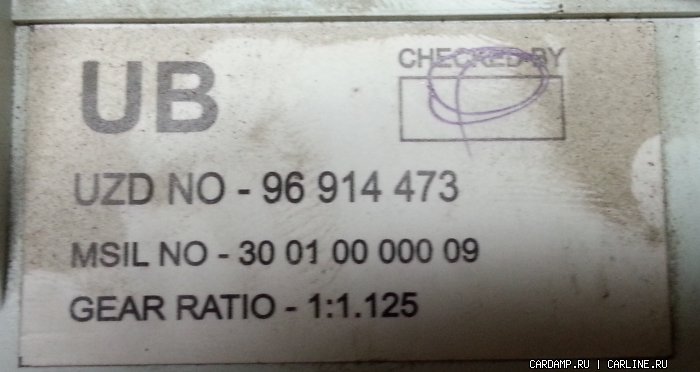 UB
CHECKED BY
UZD NO - 96 914 473
MSIL NO - 30 01 00 000 09
GEAR RATIO - 1:1.125
CARDAMP.RU | CARLINE.RU